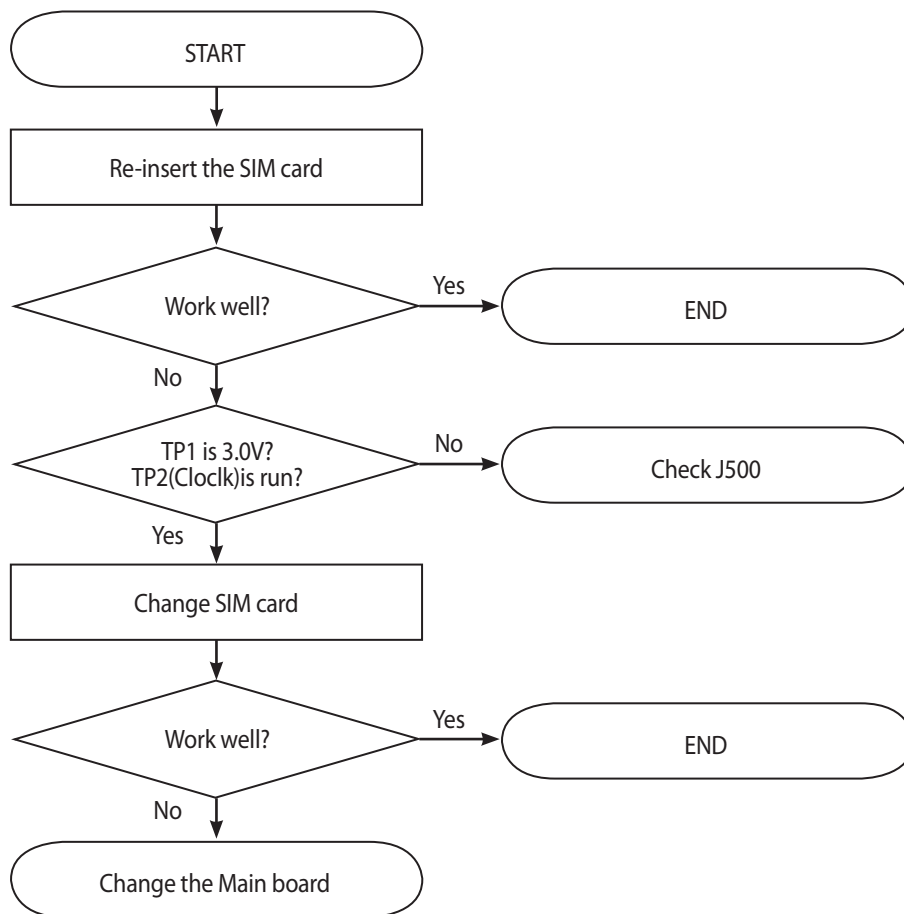 START
Re-insert the SIM card
Work well?
Yes
END
No
TP1 is 3.0V?
TP2(Cloclk)is run?
No
Check J500
Yes
Change SIM card
Work well?
Yes
END
No
Change the Main board